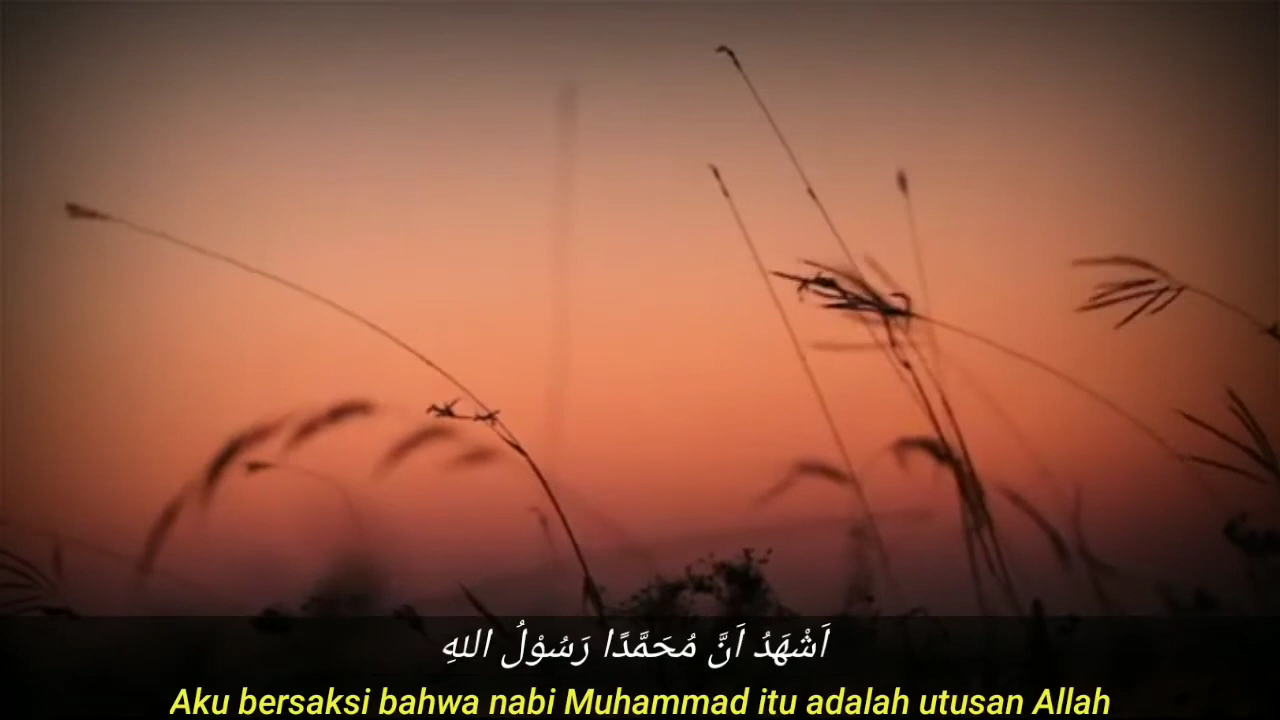 اَشْهَدُ اَنَّ مُحَمَّدًا رَسُوْلُ اللهِ
Aku bersaksi bahwa nabi Muhammad itu adalah utusan Allah